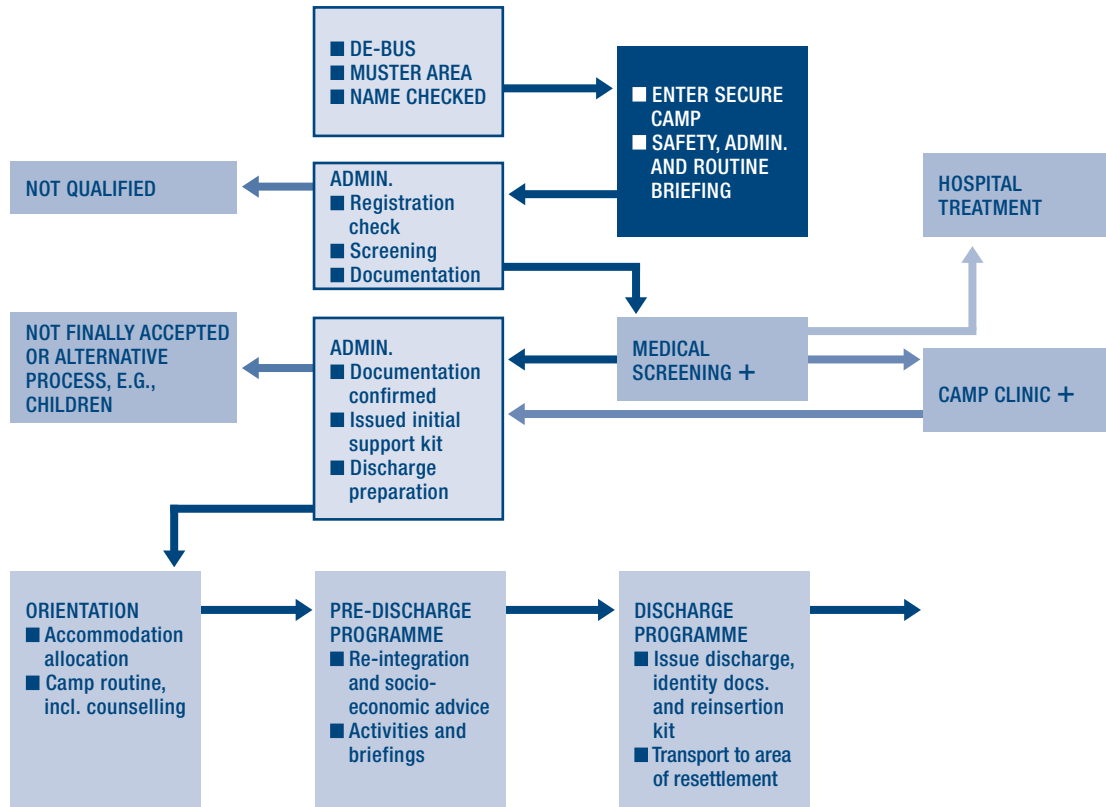 ■ DE-BUS
■ MUSTER AREA
■ NAME CHECKED
■ ENTER SECURE
CAMP
■ SAFETY, ADMIN.
AND ROUTINE
BRIEFING
NOT QUALIFIED
ADMIN.
■ Registration
check
■ Screening
■ Documentation
HOSPITAL
TREATMENT
NOT FINALLY ACCEPTED
OR ALTERNATIVE
PROCESS, E.G.,
CHILDREN
ADMIN.
■ Documentation
confirmed
■ Issued initial
support kit
■ Discharge
preparation
MEDICAL
SCREENING +
CAMP CLINIC +
ORIENTATION
■ Accommodation
allocation
■ Camp routine,
incl. counselling
PRE-DISCHARGE
PROGRAMME
■ Re-integration
and socio-
economic advice
■ Activities and
briefings
DISCHARGE
PROGRAMME
■ Issue discharge,
identity docs.
and reinsertion
kit
■ Transport to area
of resettlement